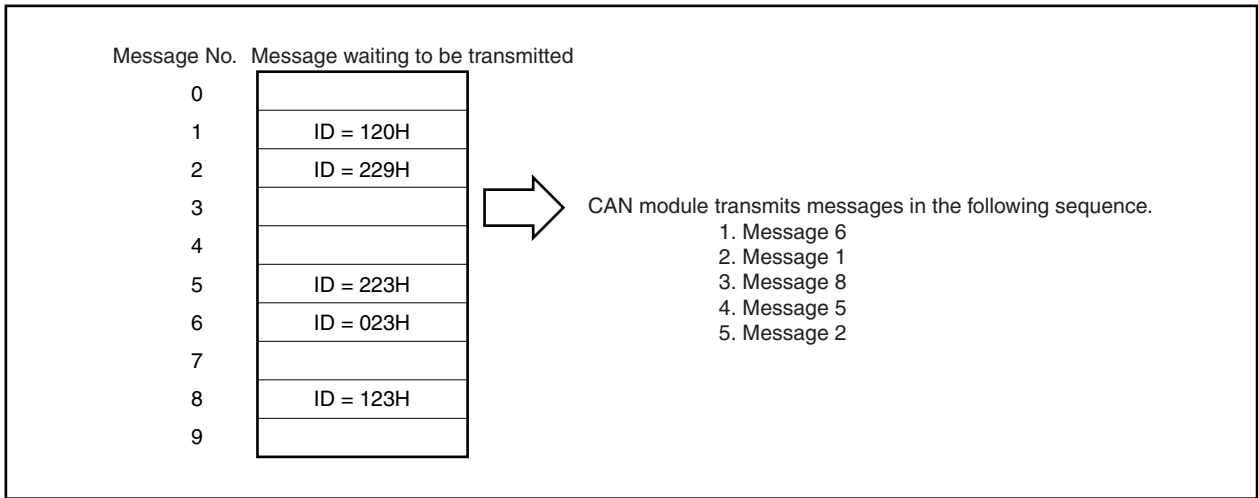 Message No. Message waiting to be transmitted
0
1 ID = 120H
2 ID = 229H
3
4
5 ID = 223H
6 ID = 023H
7
8 ID = 123H
9
CAN module transmits messages in the following sequence.
1. Message 6
2. Message 1
3. Message 8
4. Message 5
5. Message 2